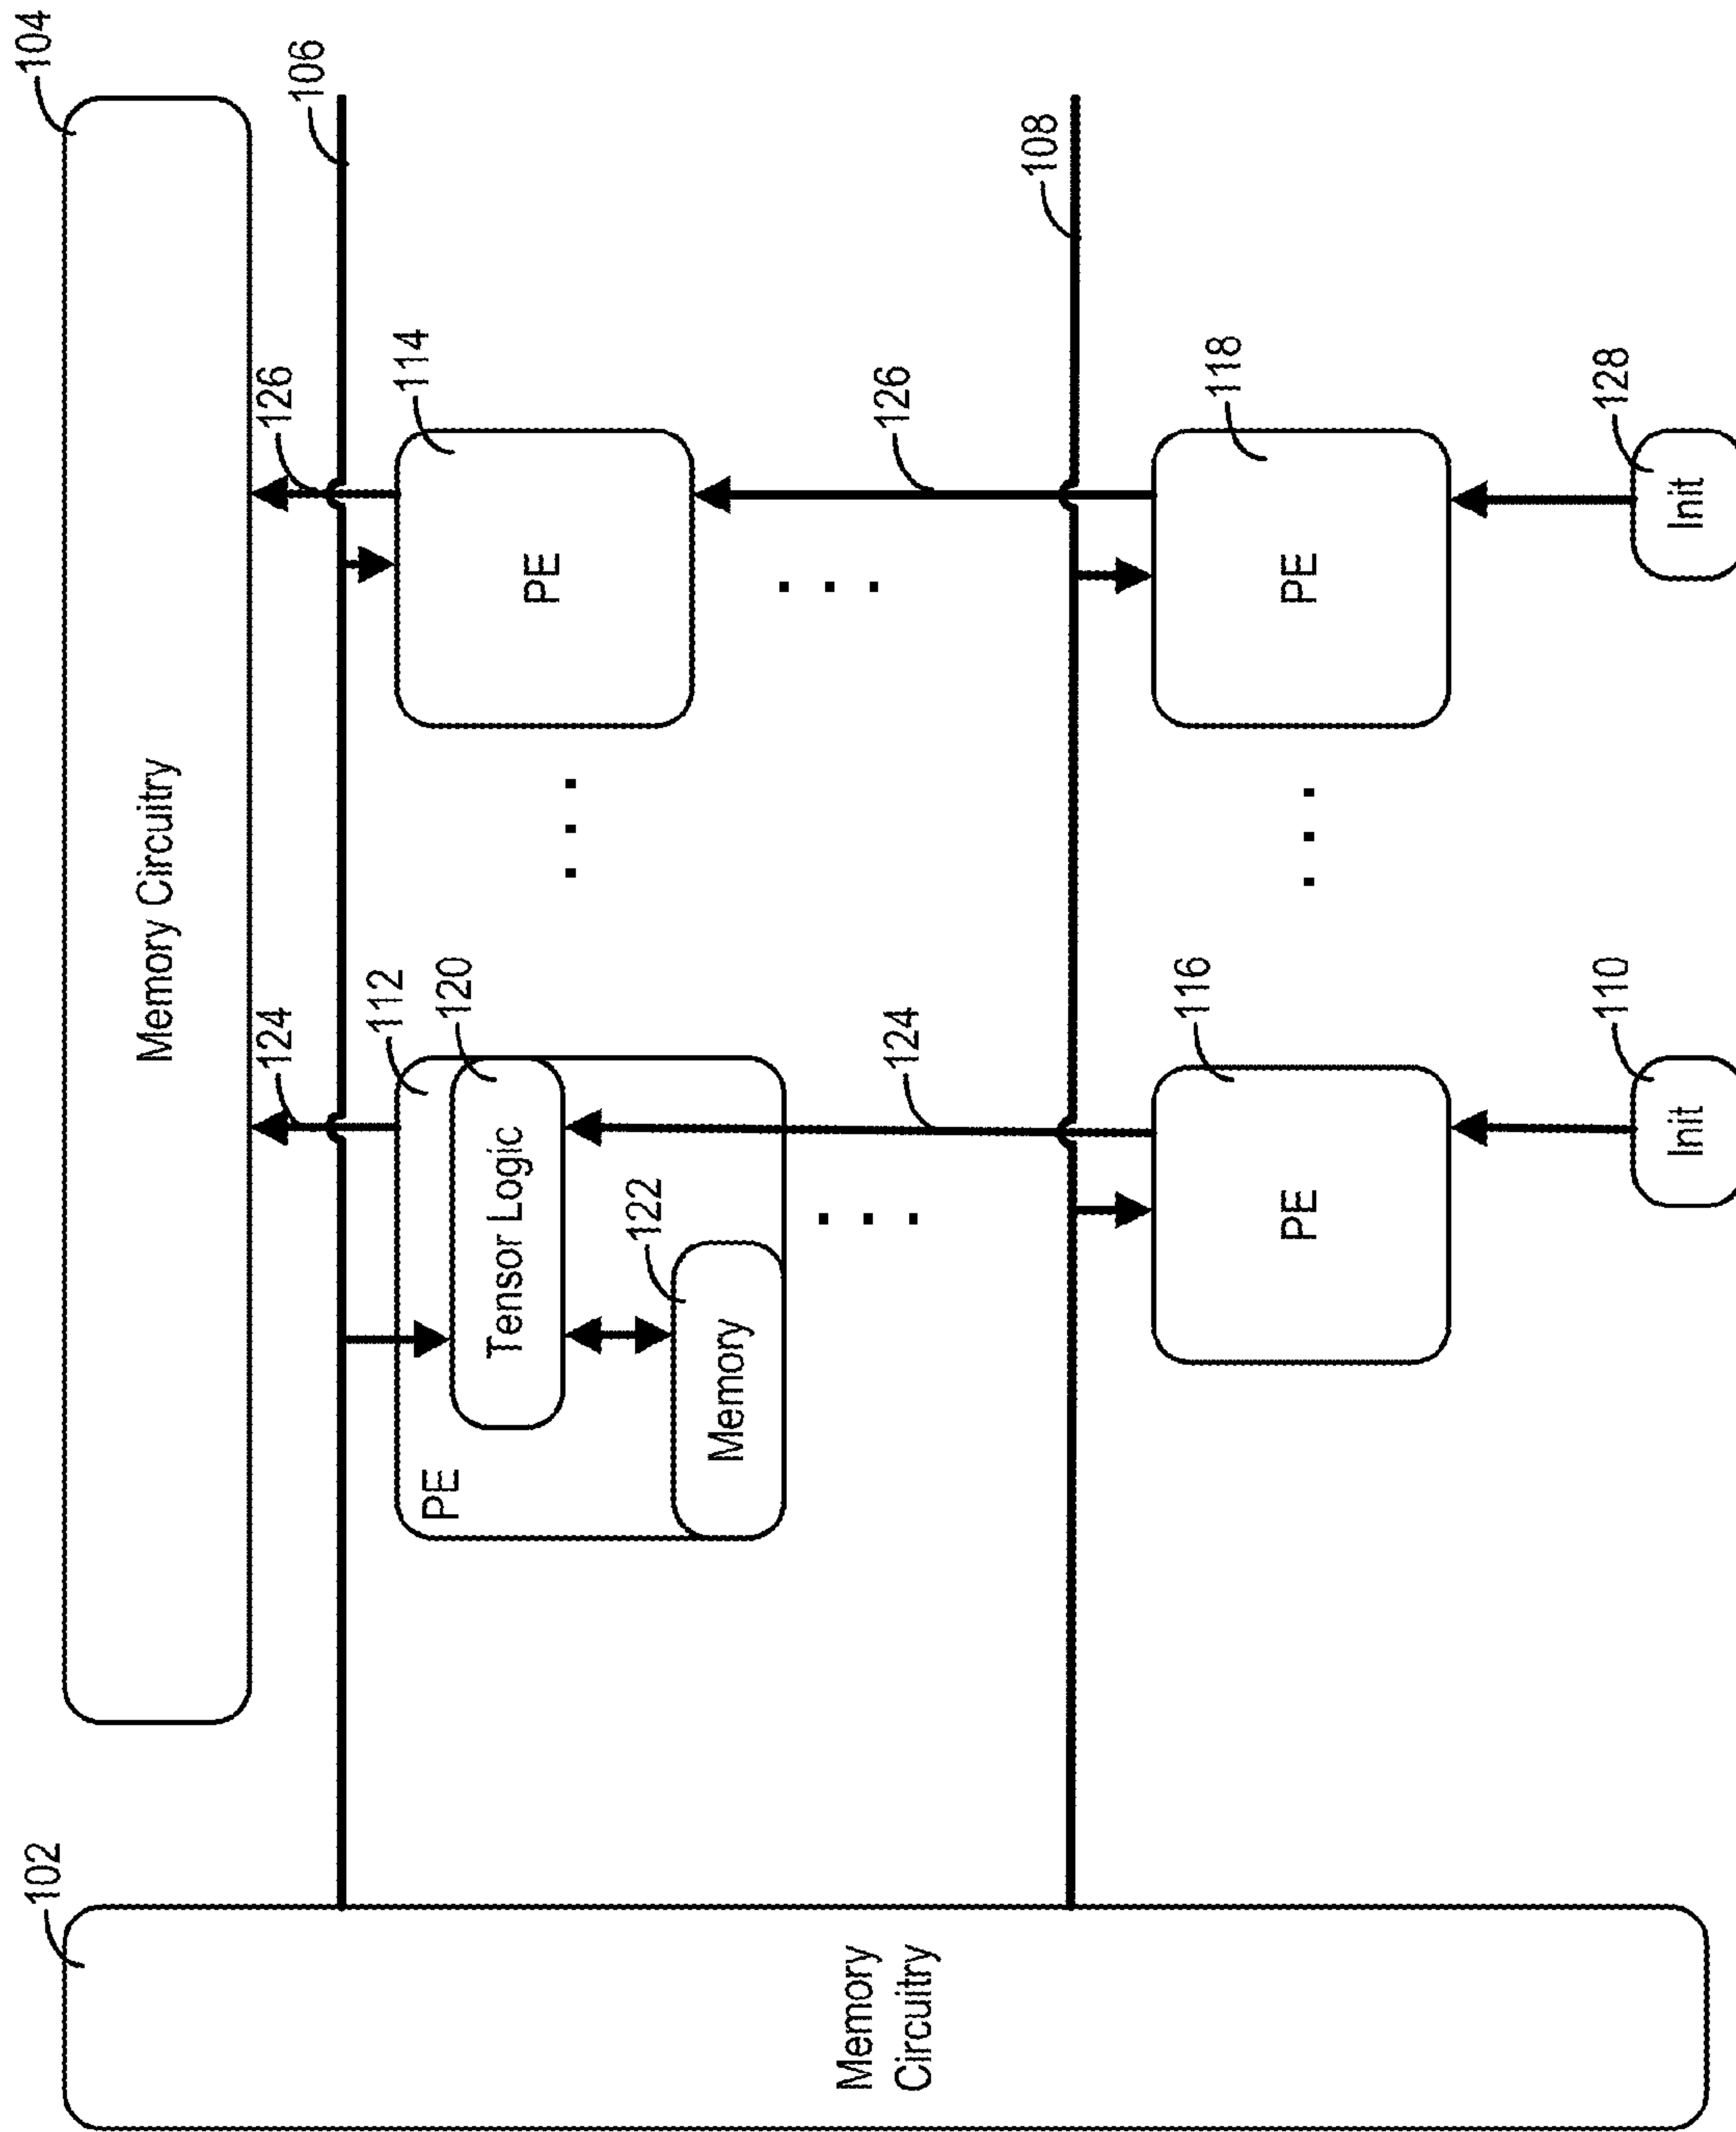 104
Memory Circuitry
124
126
106
112
120
PE
Tensor Logic
122
Memory
114
PE
102
Memory
Circuitry
124
126
108
116
PE
118
PE
110
Init
128
Init